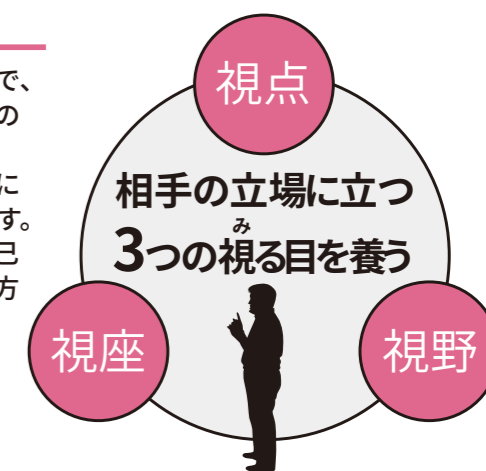 で、
の
に
す。
己
方
視点
相手の立場に立つ
3つの視る目を養う
み
視座
視野